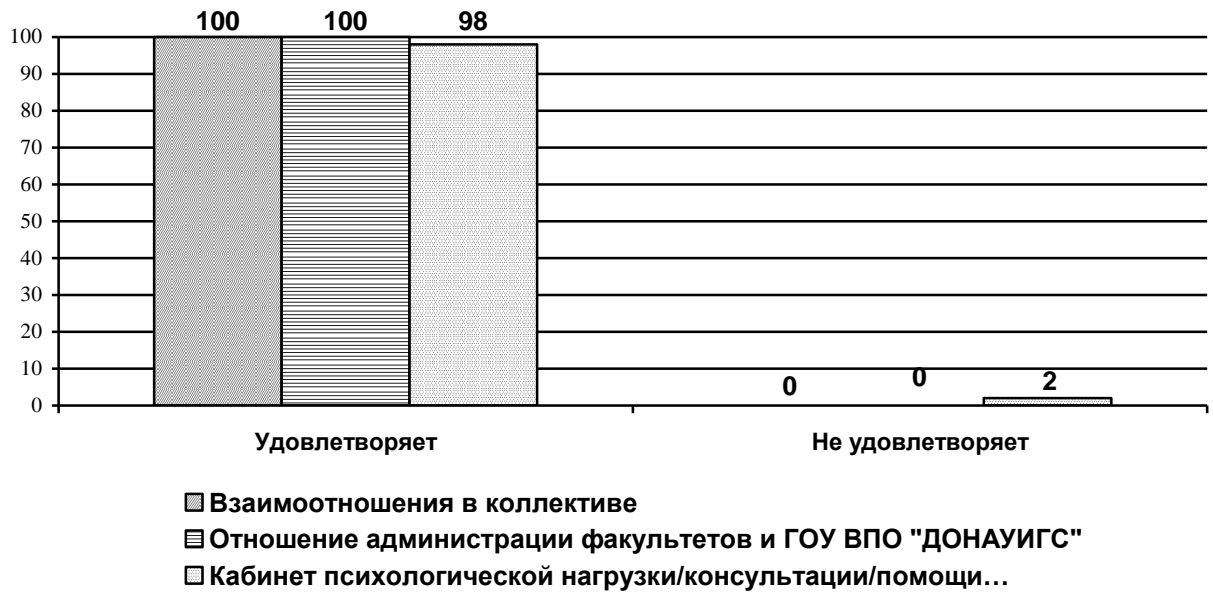 100 100 98
100
90
80
70
60
50
40
30
20
10
0
0 0 2
Удовлетворяет Не удовлетворяет
Взаимоотношения в коллективе
Отношение администрации факультетов и ГОУ ВПО "ДОНАУИГС"
Кабинет психологической нагрузки/консультации/помощи…